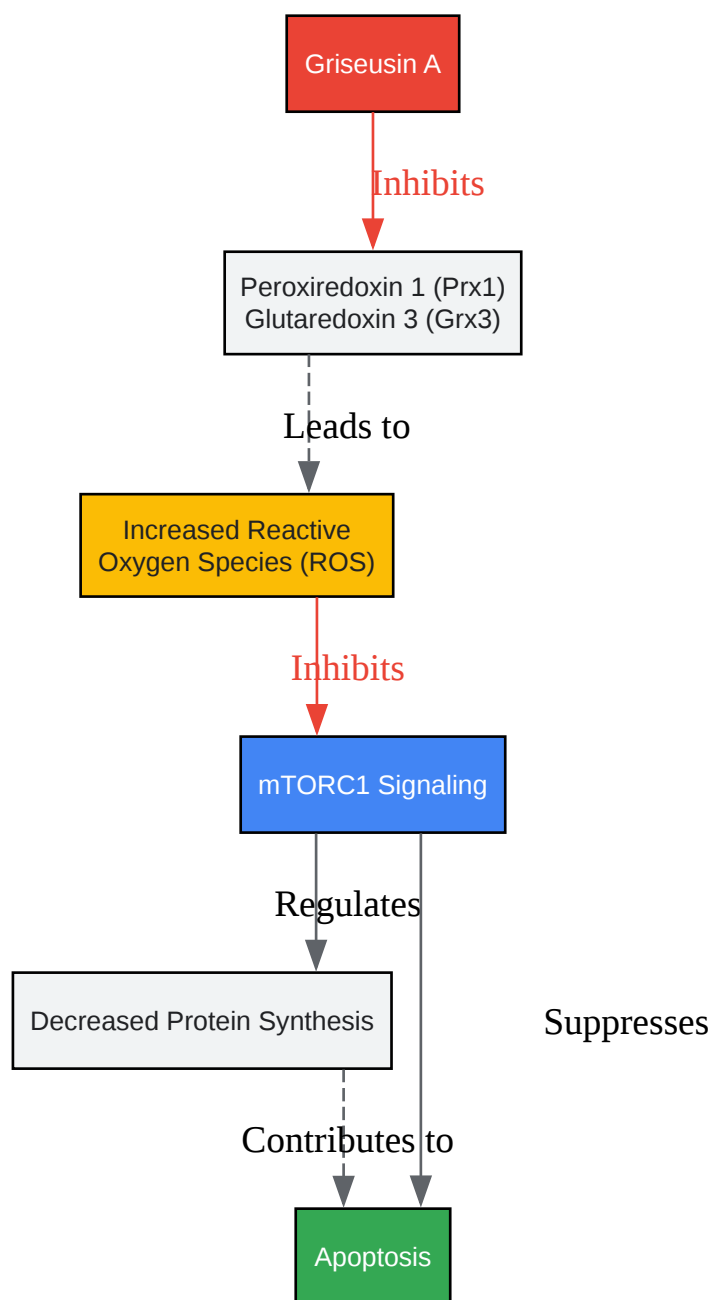 Griseusin A
Inhibits
Peroxiredoxin 1 (Prx1)
Glutaredoxin 3 (Grx3)
Leads to
Increased Reactive
Oxygen Species (ROS)
Inhibits
mTORC1 Signaling
Regulates
Decreased Protein Synthesis
Suppresses
Contributes to
Apoptosis